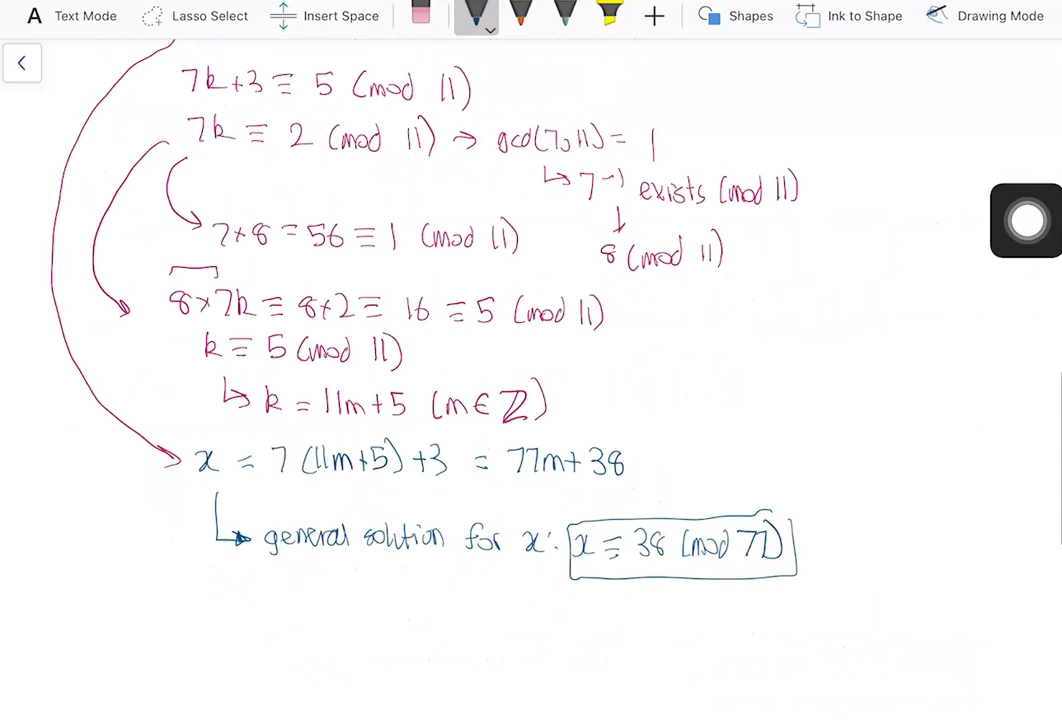 A Text Mode Lasso Select Insert Space Shapes Ink to Shape Drawing Mode
7k+3 ≡ 5 (mod 11)
7k ≡ 2 (mod 11) → gcd(7,11) = 1
↳ 7⁻¹ exists (mod 11)
↓
7×8 = 56 ≡ 1 (mod 11)
8 (mod 11)
8×7k ≡ 8×2 ≡ 16 ≡ 5 (mod 11)
k ≡ 5 (mod 11)
↳ k = 11m+5 (m∈ℤ)
x = 7(11m+5)+3 = 77m+38
↳ general solution for x: x ≡ 38 (mod 77)